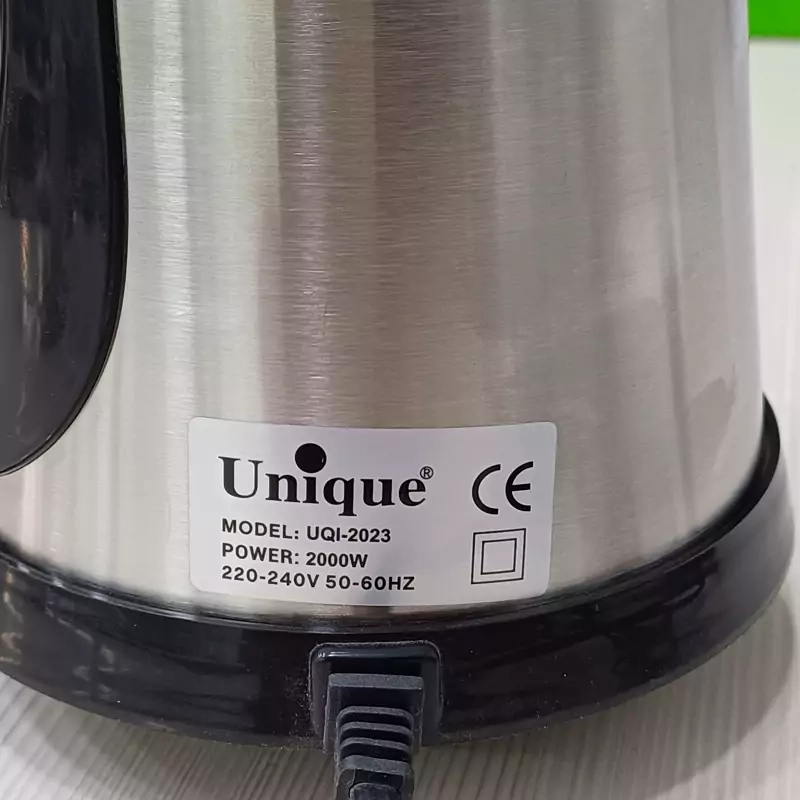 Unique®
CE
MODEL: UQI-2023
POWER: 2000W
220-240V 50-60HZ